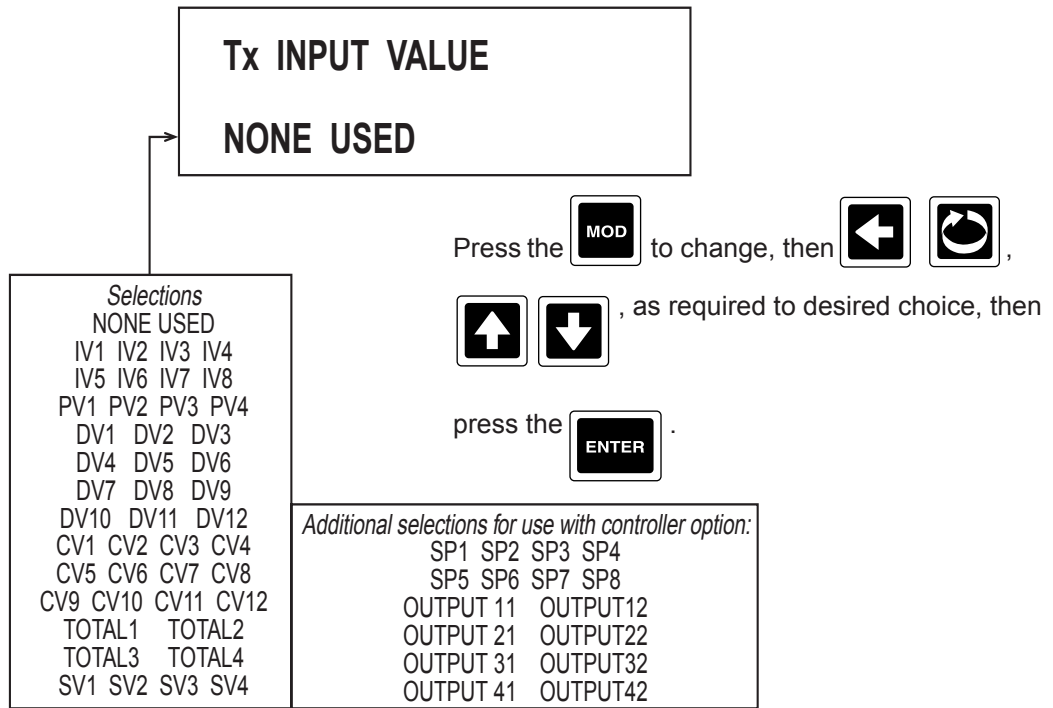 Tx INPUT VALUE
NONE USED
Press the MOD to change, then ,
, as required to desired choice, then
press the ENTER .
Selections
NONE USED
IV1 IV2 IV3 IV4
IV5 IV6 IV7 IV8
PV1 PV2 PV3 PV4
DV1 DV2 DV3
DV4 DV5 DV6
DV7 DV8 DV9
DV10 DV11 DV12
CV1 CV2 CV3 CV4
CV5 CV6 CV7 CV8
CV9 CV10 CV11 CV12
TOTAL1 TOTAL2
TOTAL3 TOTAL4
SV1 SV2 SV3 SV4
Additional selections for use with controller option:
SP1 SP2 SP3 SP4
SP5 SP6 SP7 SP8
OUTPUT 11 OUTPUT12
OUTPUT 21 OUTPUT22
OUTPUT 31 OUTPUT32
OUTPUT 41 OUTPUT42